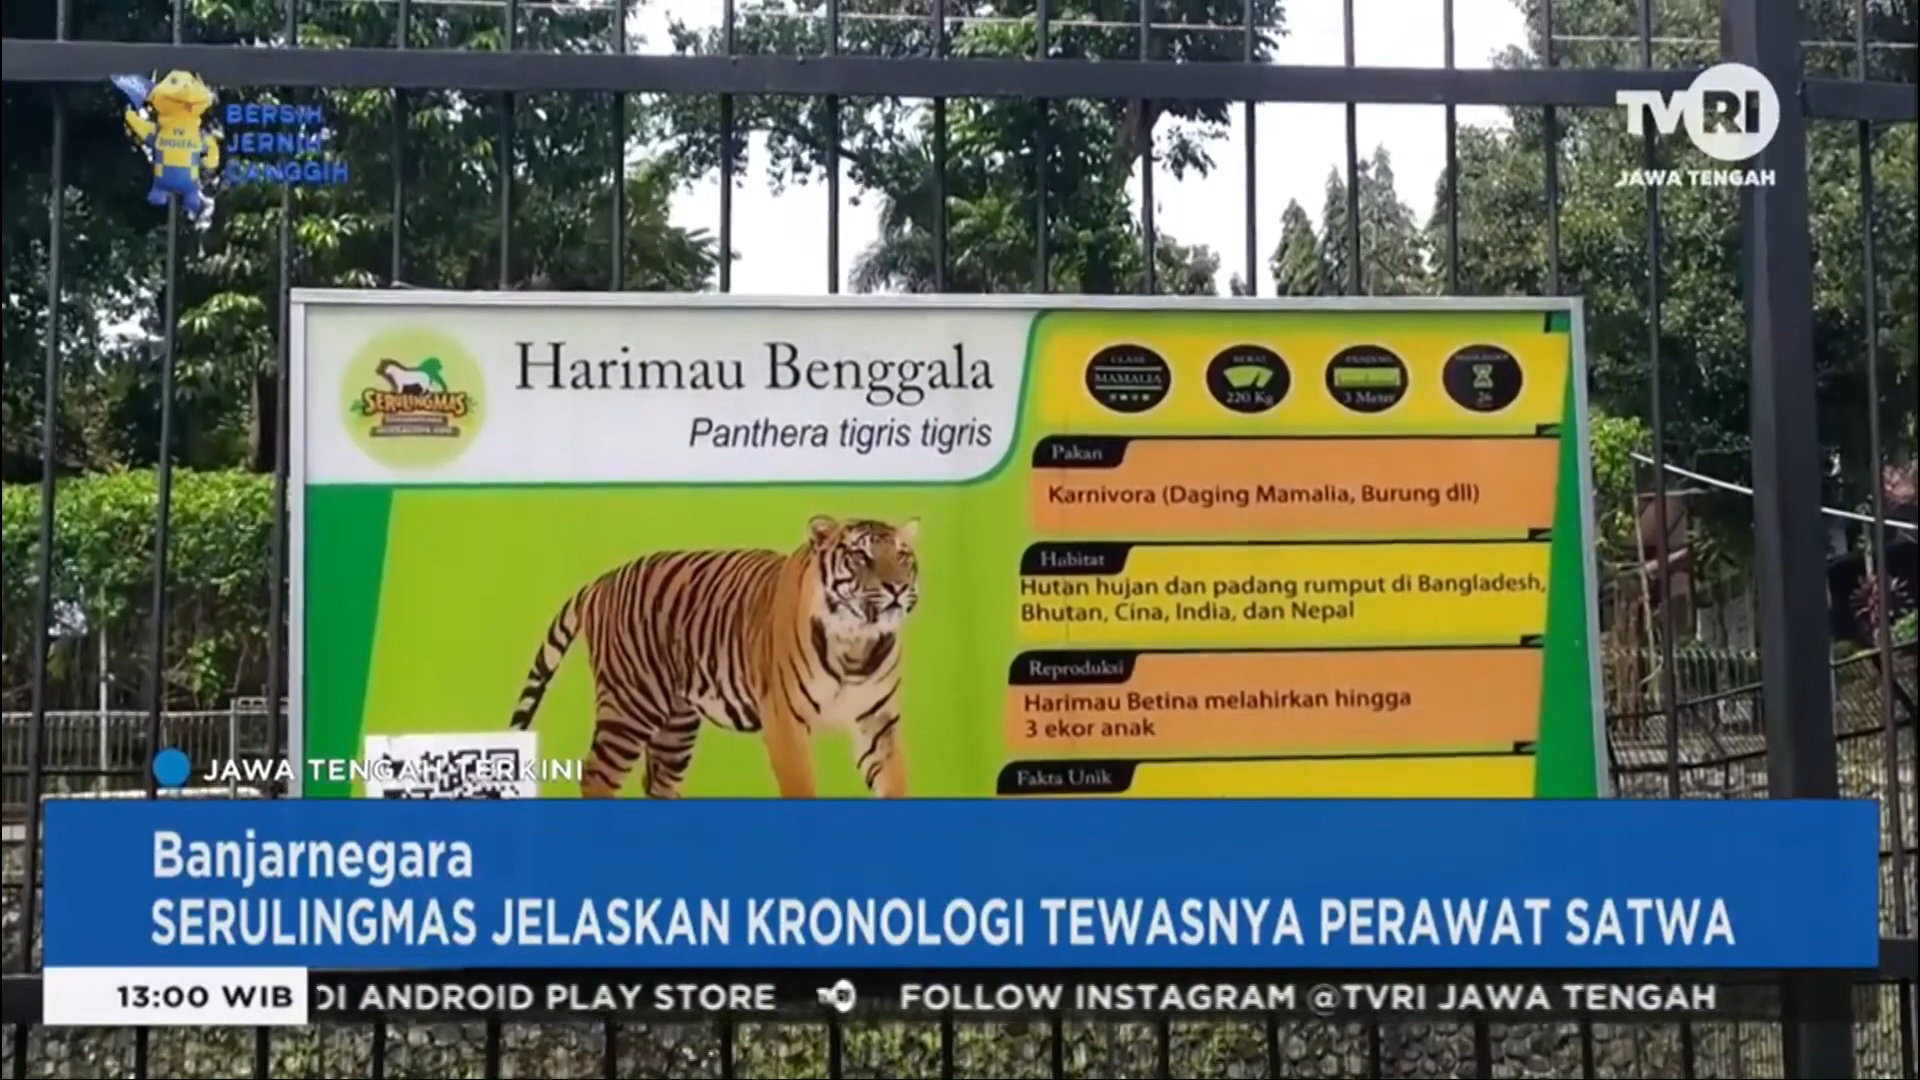 BERSIH
JERNIH
CANGGIH
TVRI
JAWA TENGAH
SERULINGMAS
Harimau Benggala
Panthera tigris tigris
MAMALIA
220 Kg
3 Meter
26
Pakan
Karnivora (Daging Mamalia, Burung dll)
Habitat
Hutan hujan dan padang rumput di Bangladesh,
Bhutan, Cina, India, dan Nepal
Reproduksi
Harimau Betina melahirkan hingga
3 ekor anak
Fakta Unik
JAWA TENGAH TERKINI
Banjarnegara
SERULINGMAS JELASKAN KRONOLOGI TEWASNYA PERAWAT SATWA
13:00 WIB DI ANDROID PLAY STORE FOLLOW INSTAGRAM @TVRI JAWA TENGAH